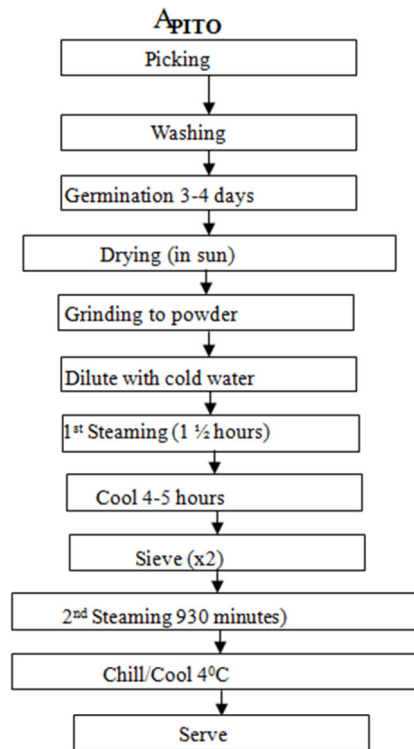 A PITO
Picking
Washing
Germination 3-4 days
Drying (in sun)
Grinding to powder
Dilute with cold water
1st Steaming (1 ½ hours)
Cool 4-5 hours
Sieve (x2)
2nd Steaming 930 minutes)
Chill/Cool 4⁰C
Serve